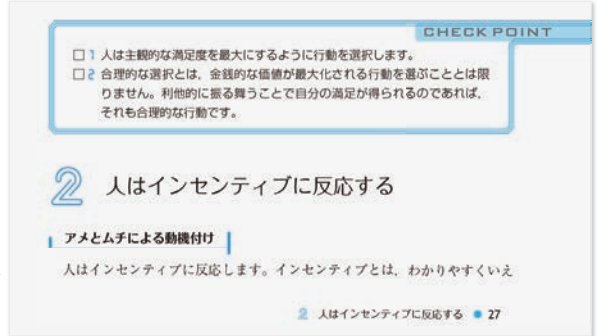 CHECK POINT
□1 人は主観的な満足度を最大にするように行動を選択します。
□2 合理的な選択とは，金銭的な価値が最大化される行動を選ぶこととは限
りません。利他的に振る舞うことで自分の満足が得られるのであれば，
それも合理的な行動です。
2 人はインセンティブに反応する
アメとムチによる動機付け
人はインセンティブに反応します。インセンティブとは，わかりやすくいえ
2 人はインセンティブに反応する ● 27